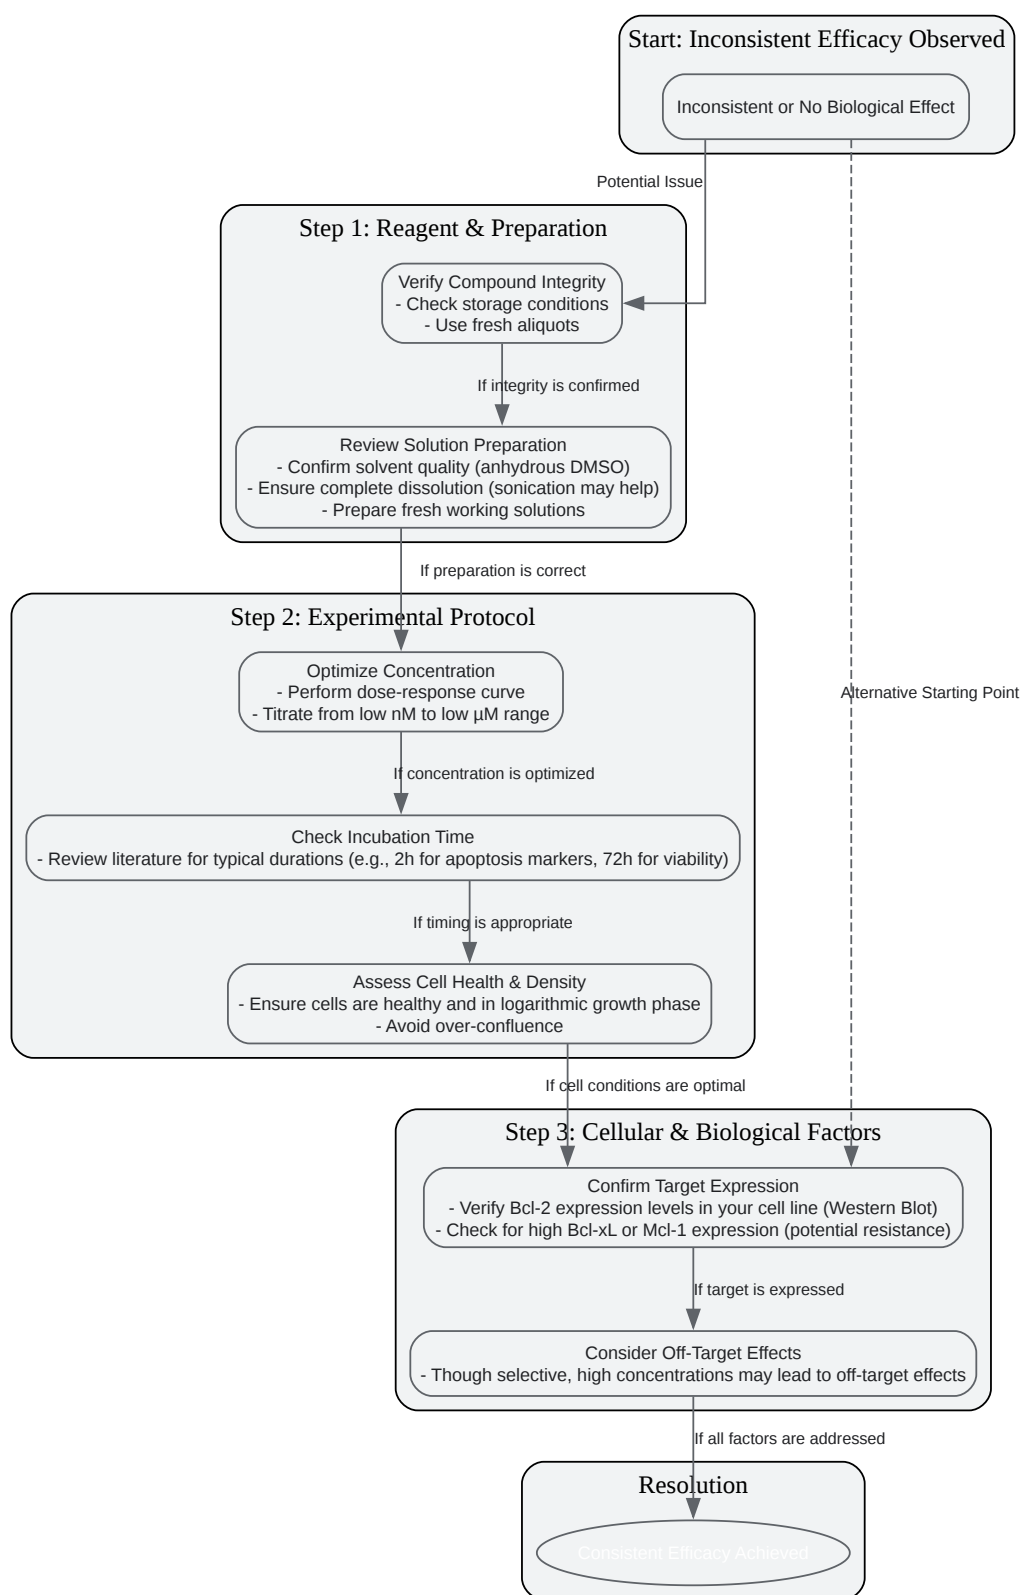 Start: Inconsistent Efficacy Observed
Inconsistent or No Biological Effect
Potential Issue
Step 1: Reagent & Preparation
Verify Compound Integrity
- Check storage conditions
- Use fresh aliquots
If integrity is confirmed
Review Solution Preparation
- Confirm solvent quality (anhydrous DMSO)
- Ensure complete dissolution (sonication may help)
- Prepare fresh working solutions
If preparation is correct
Step 2: Experimental Protocol
Optimize Concentration
- Perform dose-response curve
- Titrate from low nM to low µM range
Alternative Starting Point
If concentration is optimized
Check Incubation Time
- Review literature for typical durations (e.g., 2h for apoptosis markers, 72h for viability)
If timing is appropriate
Assess Cell Health & Density
- Ensure cells are healthy and in logarithmic growth phase
- Avoid over-confluence
If cell conditions are optimal
Step 3: Cellular & Biological Factors
Confirm Target Expression
- Verify Bcl-2 expression levels in your cell line (Western Blot)
- Check for high Bcl-xL or Mcl-1 expression (potential resistance)
If target is expressed
Consider Off-Target Effects
- Though selective, high concentrations may lead to off-target effects
If all factors are addressed
Resolution
Consistent Efficacy Achieved